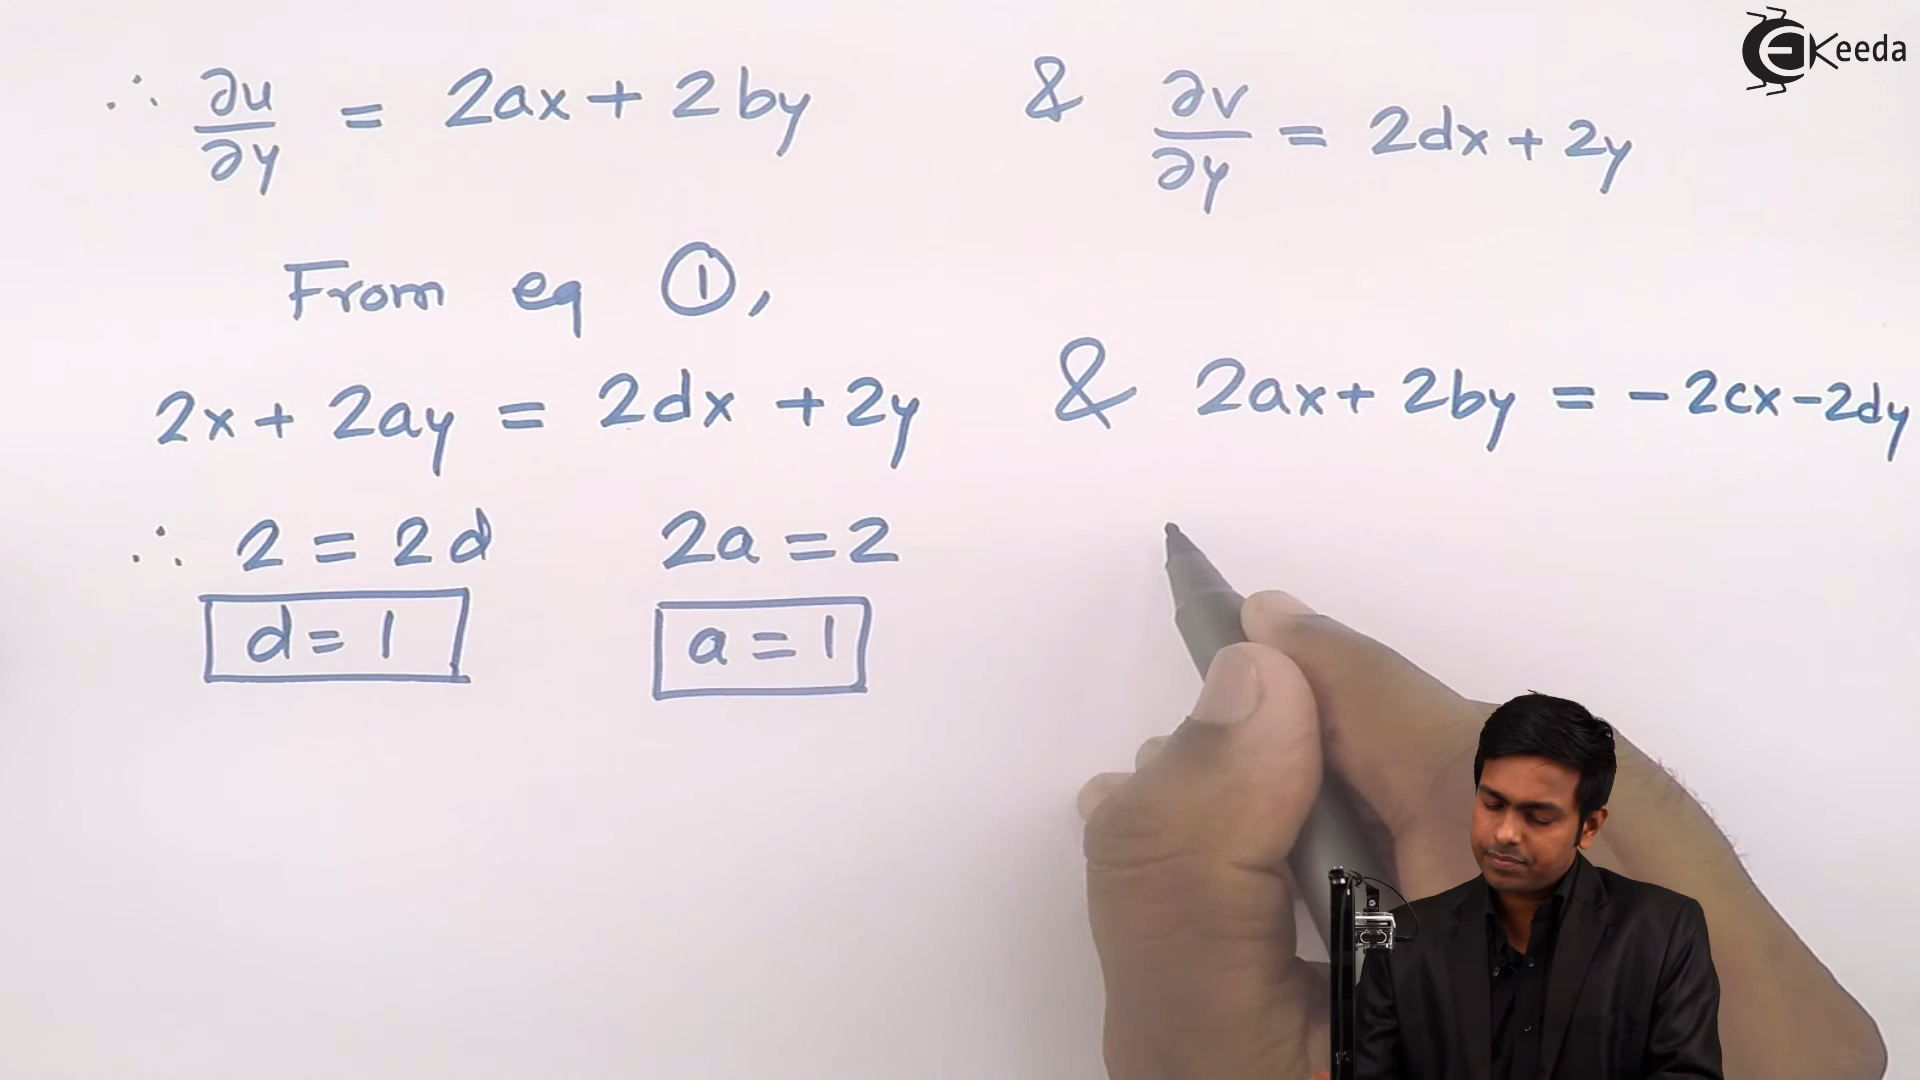 EKeeda
∴ ∂u/∂y = 2ax + 2by & ∂v/∂y = 2dx + 2y
From eq ①,
2x + 2ay = 2dx + 2y & 2ax + 2by = -2cx - 2dy
∴ 2 = 2d 2a = 2
d = 1 a = 1